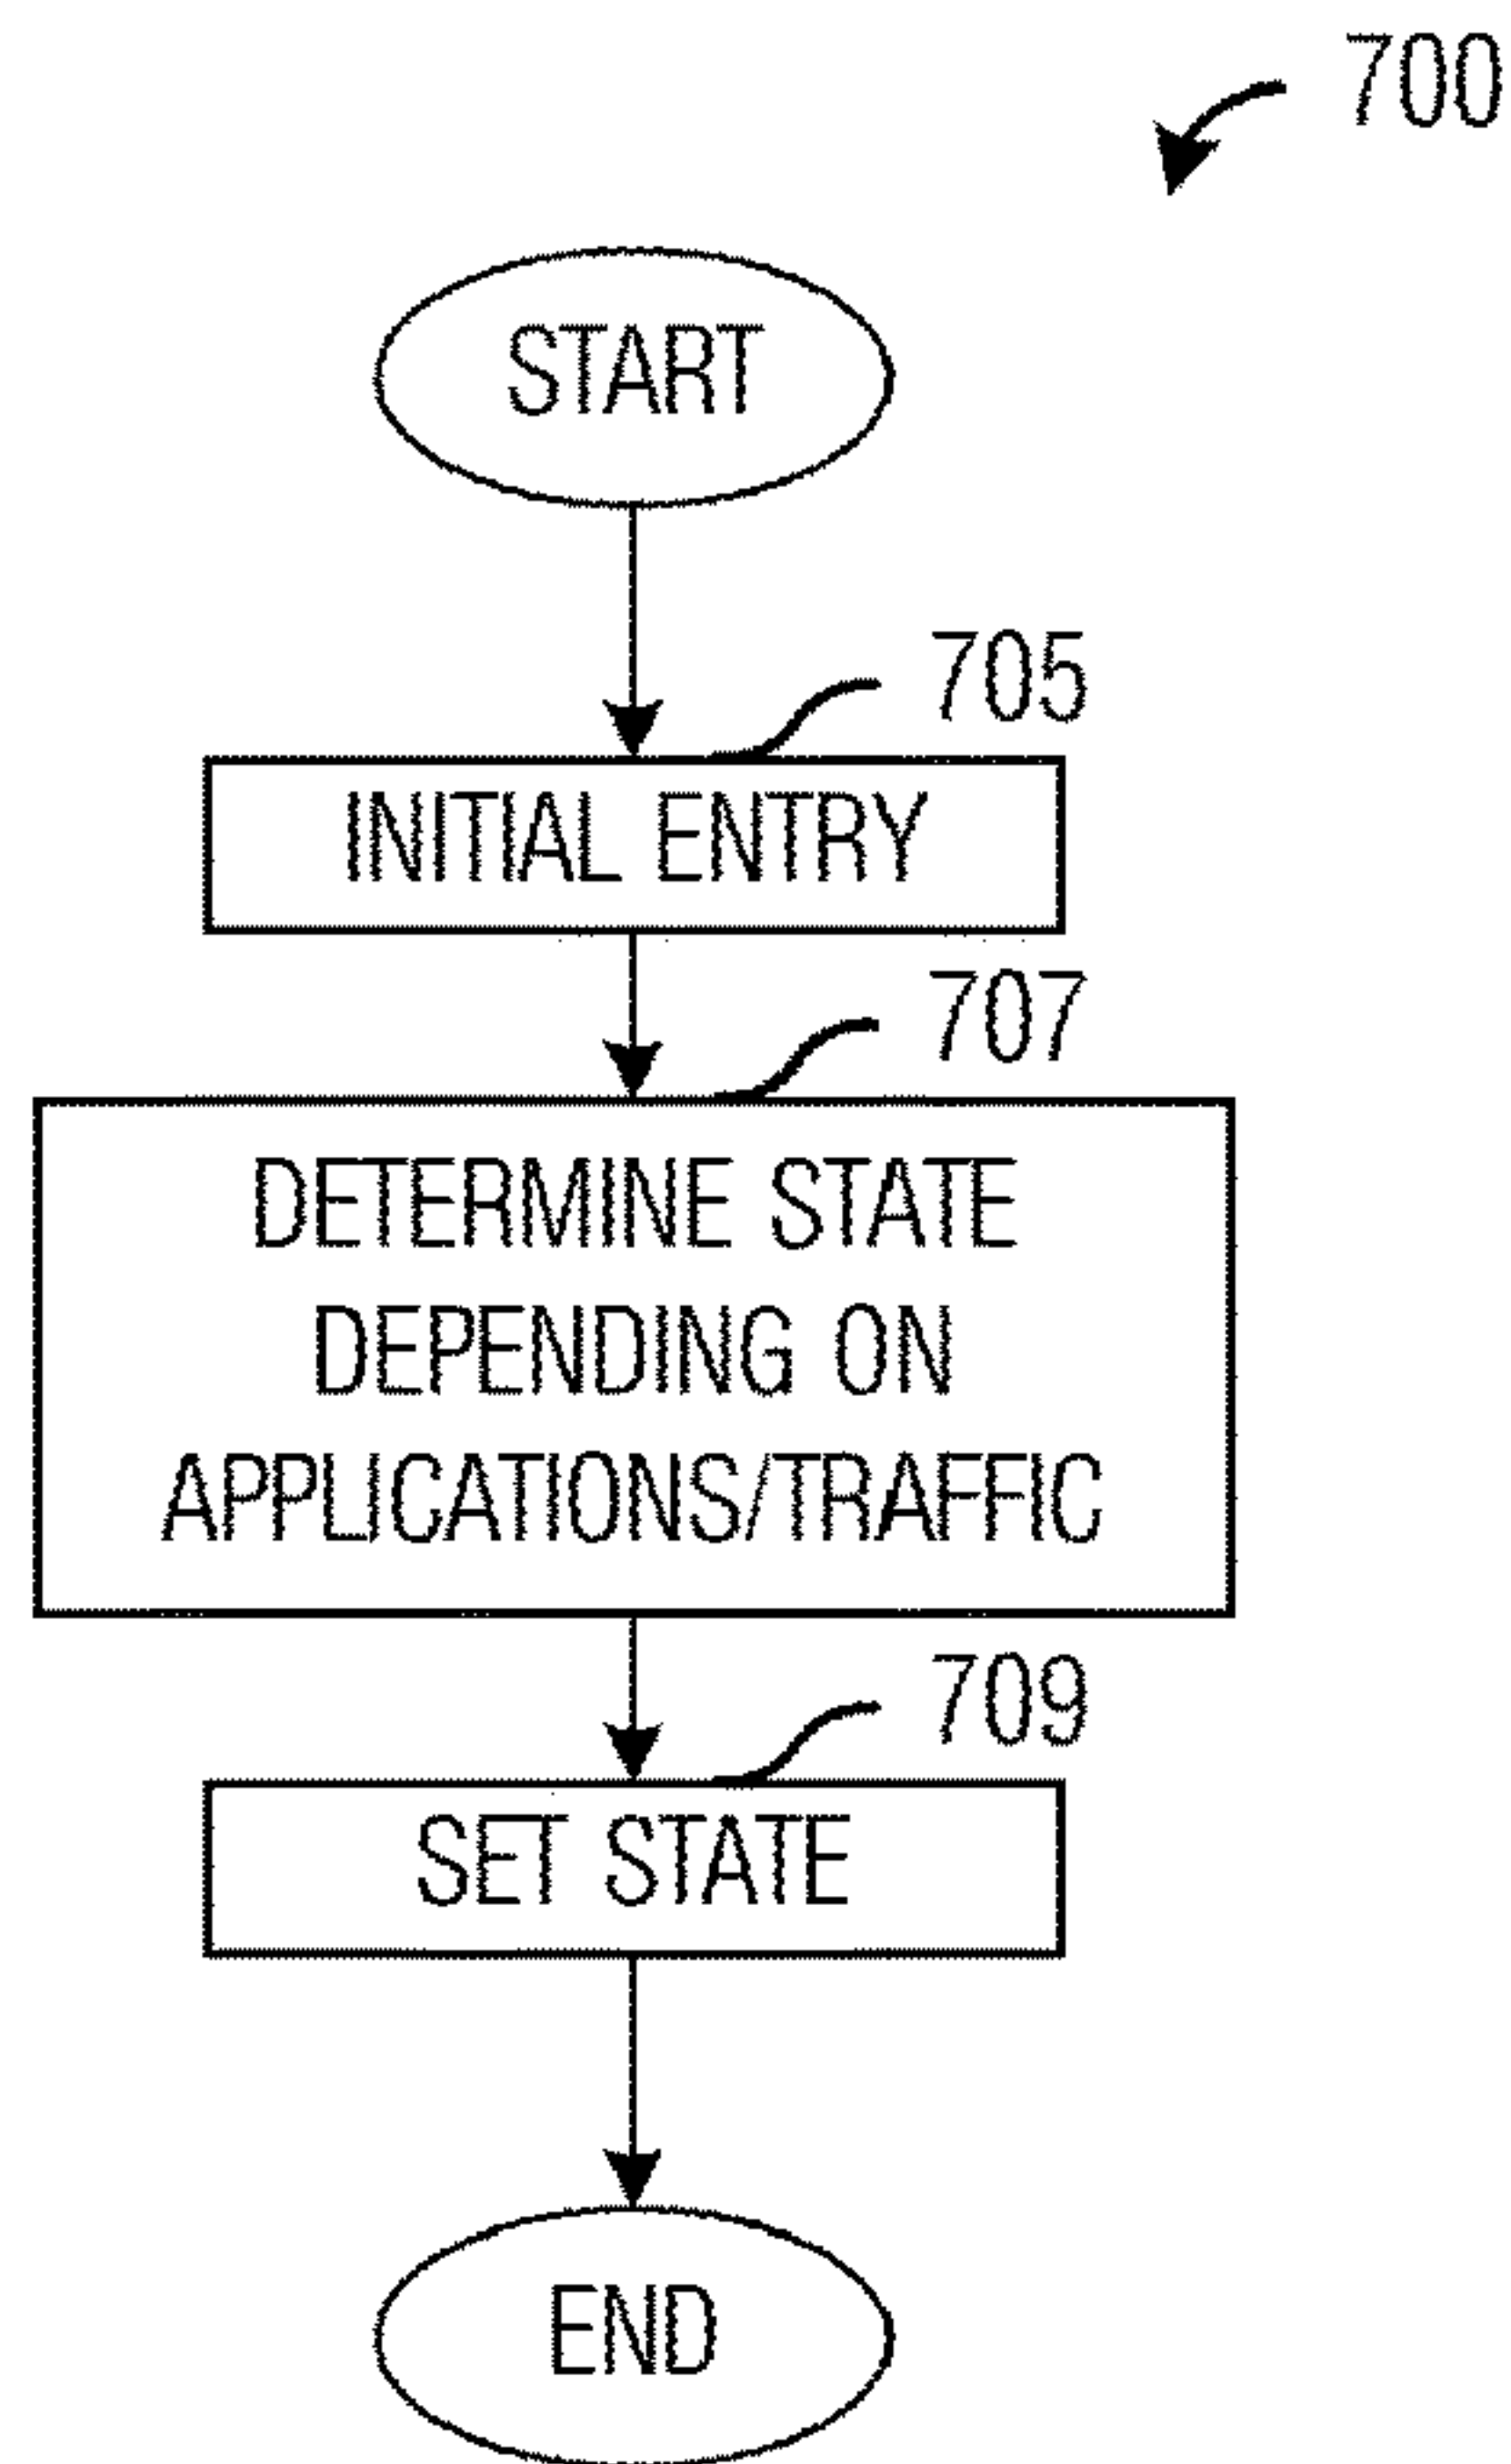 700
START
705
INITIAL ENTRY
707
DETERMINE STATE
DEPENDING ON
APPLICATIONS/TRAFFIC
709
SET STATE
END